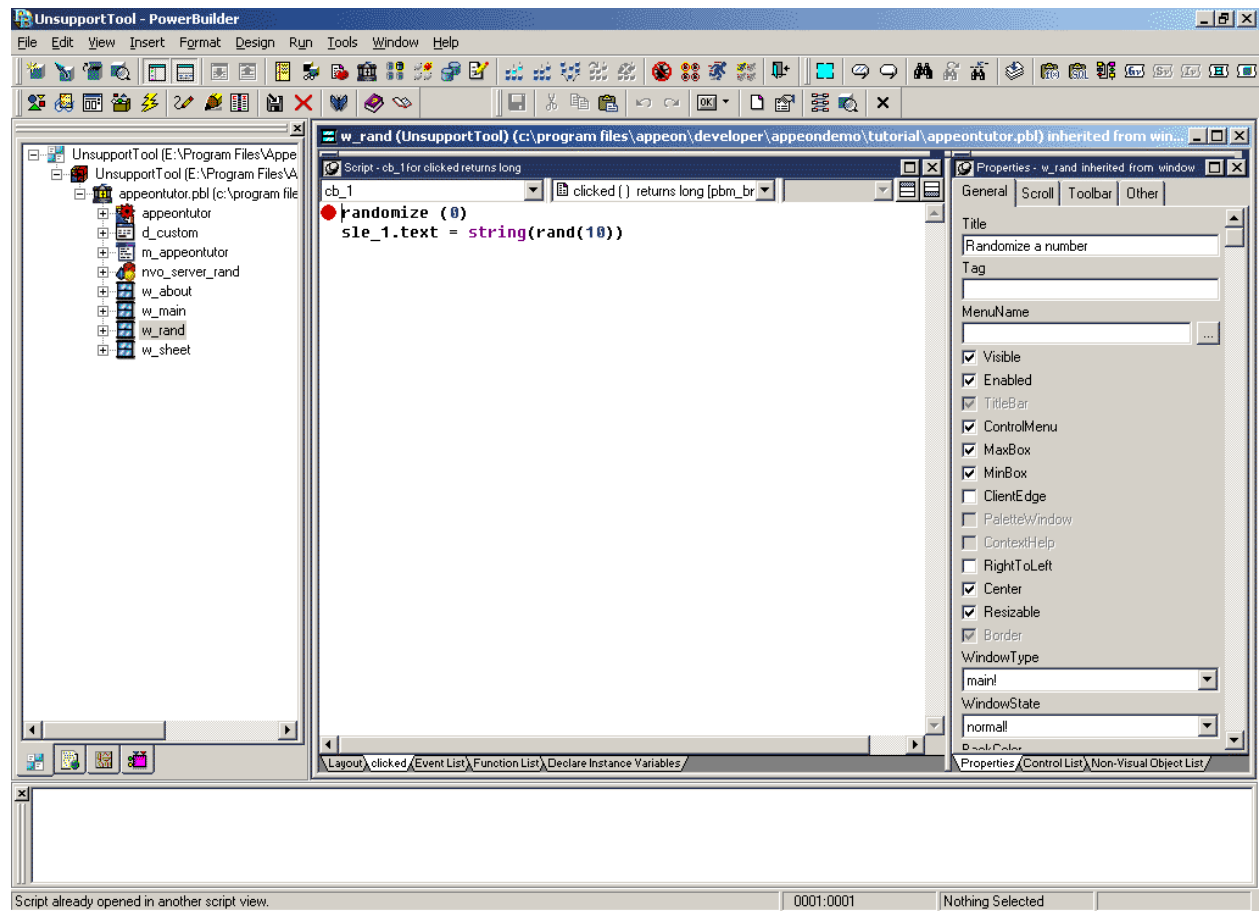 UnsupportTool - PowerBuilder
File Edit View Insert Format Design Run Tools Window Help
OK
UnsupportTool (E:\Program Files\Appe
UnsupportTool (E:\Program Files\A
appeontutor.pbl (c:\program file
appeontutor
d_custom
m_appeontutor
nvo_server_rand
w_about
w_main
w_rand
w_sheet
w_rand (UnsupportTool) (c:\program files\appeon\developer\appeondemo\tutorial\appeontutor.pbl) inherited from win...
Script - cb_1 for clicked returns long
cb_1
clicked ( ) returns long [pbm_br
randomize (0)
sle_1.text = string(rand(10))
Layout clicked Event List Function List Declare Instance Variables
Properties - w_rand inherited from window
General Scroll Toolbar Other
Title
Randomize a number
Tag
MenuName
...
Visible
Enabled
TitleBar
ControlMenu
MaxBox
MinBox
ClientEdge
PaletteWindow
ContextHelp
RightToLeft
Center
Resizable
Border
WindowType
main!
WindowState
normal!
BackColor
Properties Control List Non-Visual Object List
Script already opened in another script view.
0001:0001
Nothing Selected